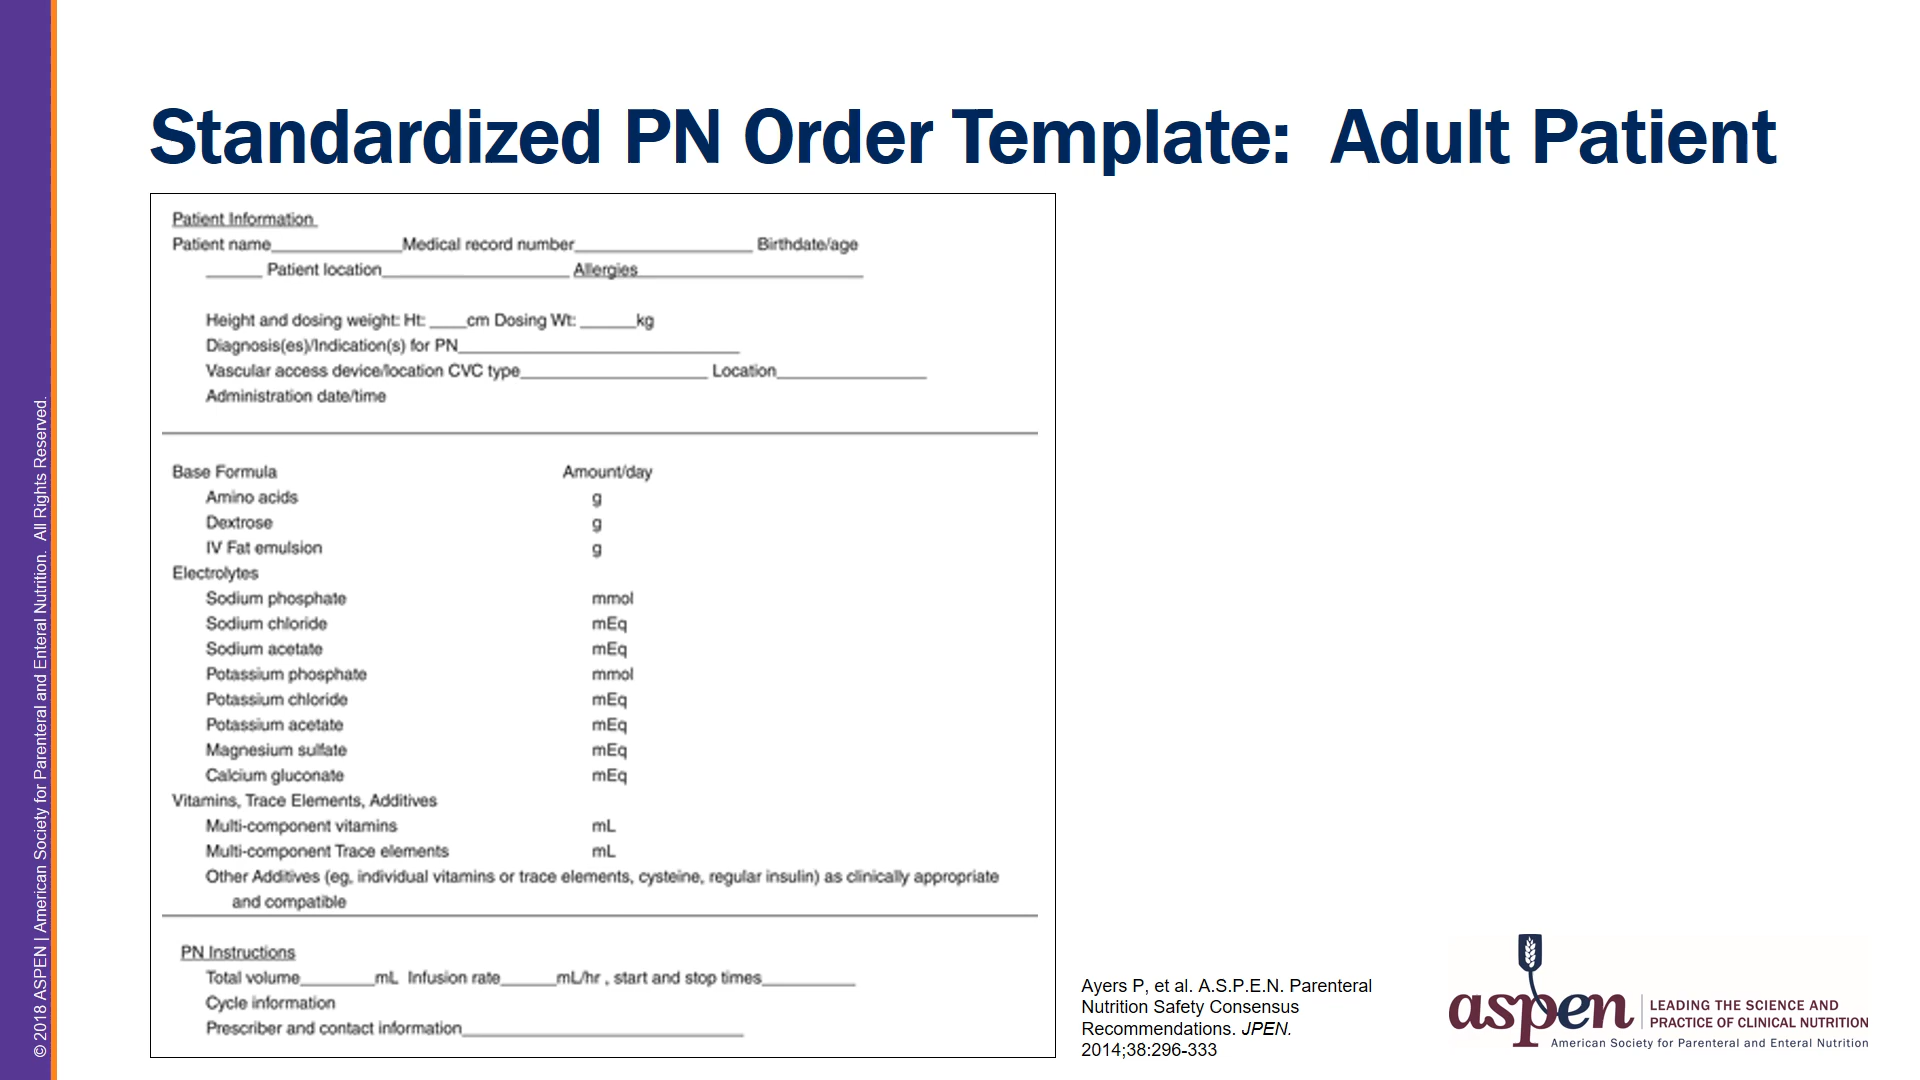 Standardized PN Order Template:  Adult Patient
Patient Information
Patient name______________Medical record number___________________ Birthdate/age
______ Patient location____________________ Allergies________________________
Height and dosing weight: Ht: ____cm Dosing Wt: ______kg
Diagnosis(es)/Indication(s) for PN______________________________
Vascular access device/location CVC type____________________ Location________________
Administration date/time
Base Formula Amount/day
Amino acids g
Dextrose g
IV Fat emulsion g
Electrolytes
Sodium phosphate mmol
Sodium chloride mEq
Sodium acetate mEq
Potassium phosphate mmol
Potassium chloride mEq
Potassium acetate mEq
Magnesium sulfate mEq
Calcium gluconate mEq
Vitamins, Trace Elements, Additives
Multi-component vitamins mL
Multi-component Trace elements mL
Other Additives (eg, individual vitamins or trace elements, cysteine, regular insulin) as clinically appropriate
and compatible
PN Instructions
Total volume________mL Infusion rate______mL/hr , start and stop times__________
Cycle information
Prescriber and contact information______________________________
Ayers P, et al. A.S.P.E.N. Parenteral
Nutrition Safety Consensus
Recommendations. JPEN.
2014;38:296-333
aspen
LEADING THE SCIENCE AND
PRACTICE OF CLINICAL NUTRITION
American Society for Parenteral and Enteral Nutrition
© 2018 ASPEN | American Society for Parenteral and Enteral Nutrition.  All Rights Reserved.